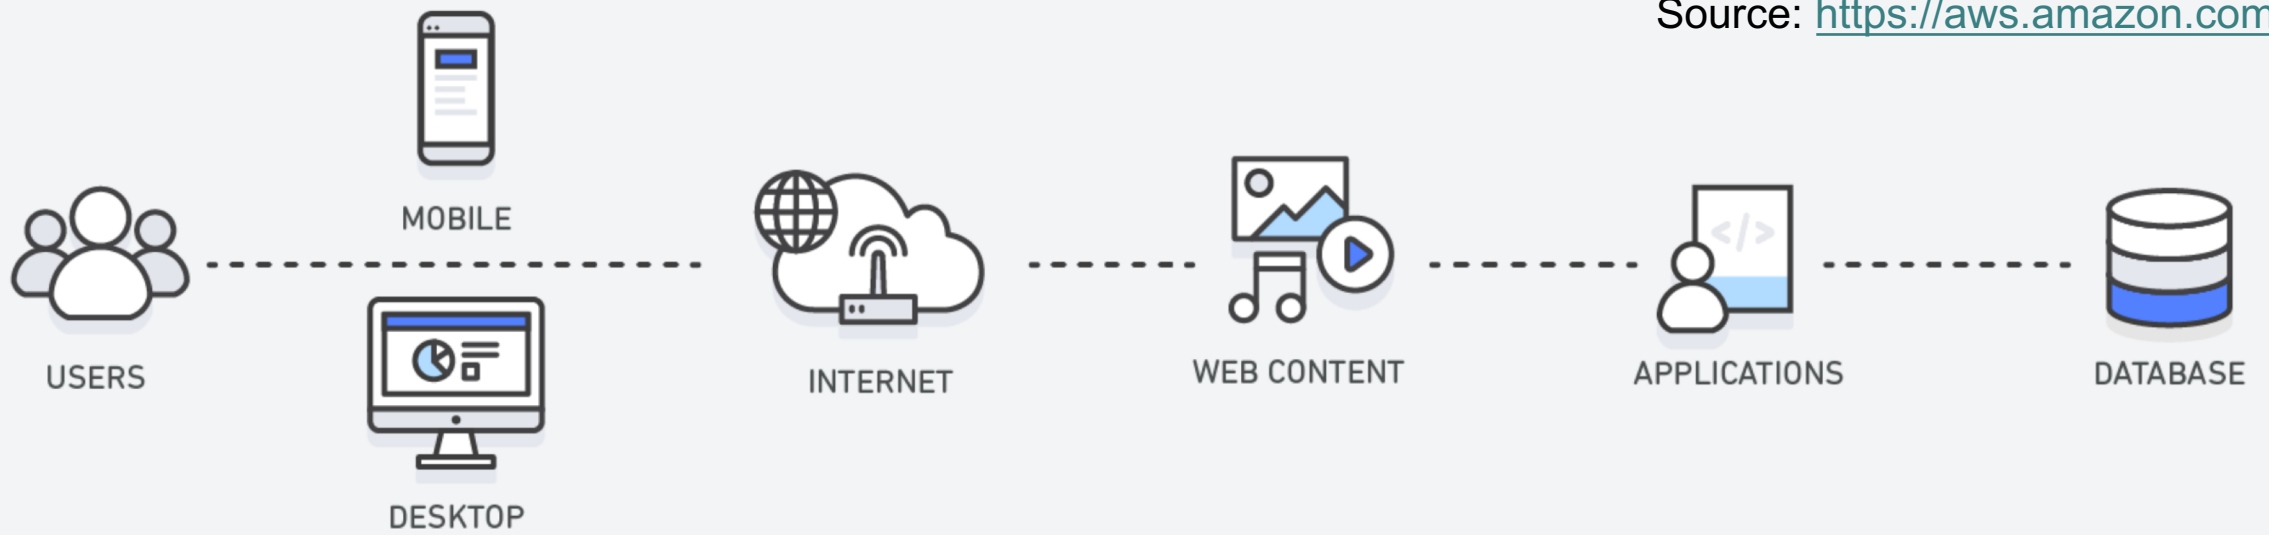 Source: https://aws.amazon.com
MOBILE
USERS
DESKTOP
INTERNET
WEB CONTENT
</>
APPLICATIONS
DATABASE